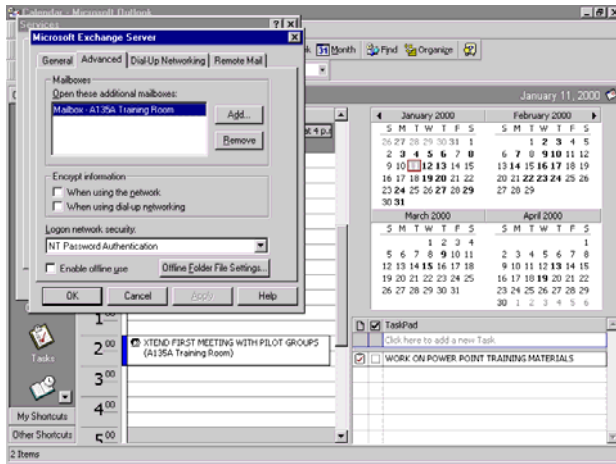 Calendar - Microsoft Outlook
Services
Microsoft Exchange Server
General Advanced Dial-Up Networking Remote Mail
Month Find Organize
Mailboxes
Open these additional mailboxes:
Mailbox - A135A Training Room
Add...
Remove
Encrypt information
When using the network
When using dial-up networking
Logon network security:
NT Password Authentication
Enable offline use Offline Folder File Settings...
OK Cancel Apply Help
January 11, 2000
at 4 p.
January 2000 February 2000
S M T W T F S S M T W T F S
26 27 28 29 30 31 1 1 2 3 4 5
2 3 4 5 6 7 8 6 7 8 9 10 11 12
9 10 11 12 13 14 15 13 14 15 16 17 18 19
16 17 18 19 20 21 22 20 21 22 23 24 25 26
23 24 25 26 27 28 29 27 28 29
30 31
March 2000 April 2000
S M T W T F S S M T W T F S
1 2 3 4 1
5 6 7 8 9 10 11 2 3 4 5 6 7 8
12 13 14 15 16 17 18 9 10 11 12 13 14 15
19 20 21 22 23 24 25 16 17 18 19 20 21 22
26 27 28 29 30 31 23 24 25 26 27 28 29
30 1 2 3 4 5 6
TaskPad
Click here to add a new Task
WORK ON POWER POINT TRAINING MATERIALS
1 00
2 00 XTEND FIRST MEETING WITH PILOT GROUPS
(A135A Training Room)
3 00
4 00
5 00
Tasks
My Shortcuts
Other Shortcuts
2 Items